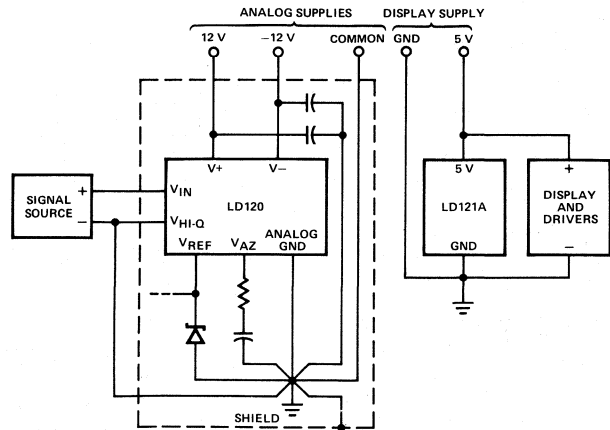 ANALOG SUPPLIES
DISPLAY SUPPLY
12 V
−12 V
COMMON
GND
5 V
V+
V−
5 V
+
SIGNAL
SOURCE
+
−
VIN
VHI-Q
LD120
VREF
VAZ
ANALOG
GND
LD121A
GND
DISPLAY
AND
DRIVERS
−
SHIELD